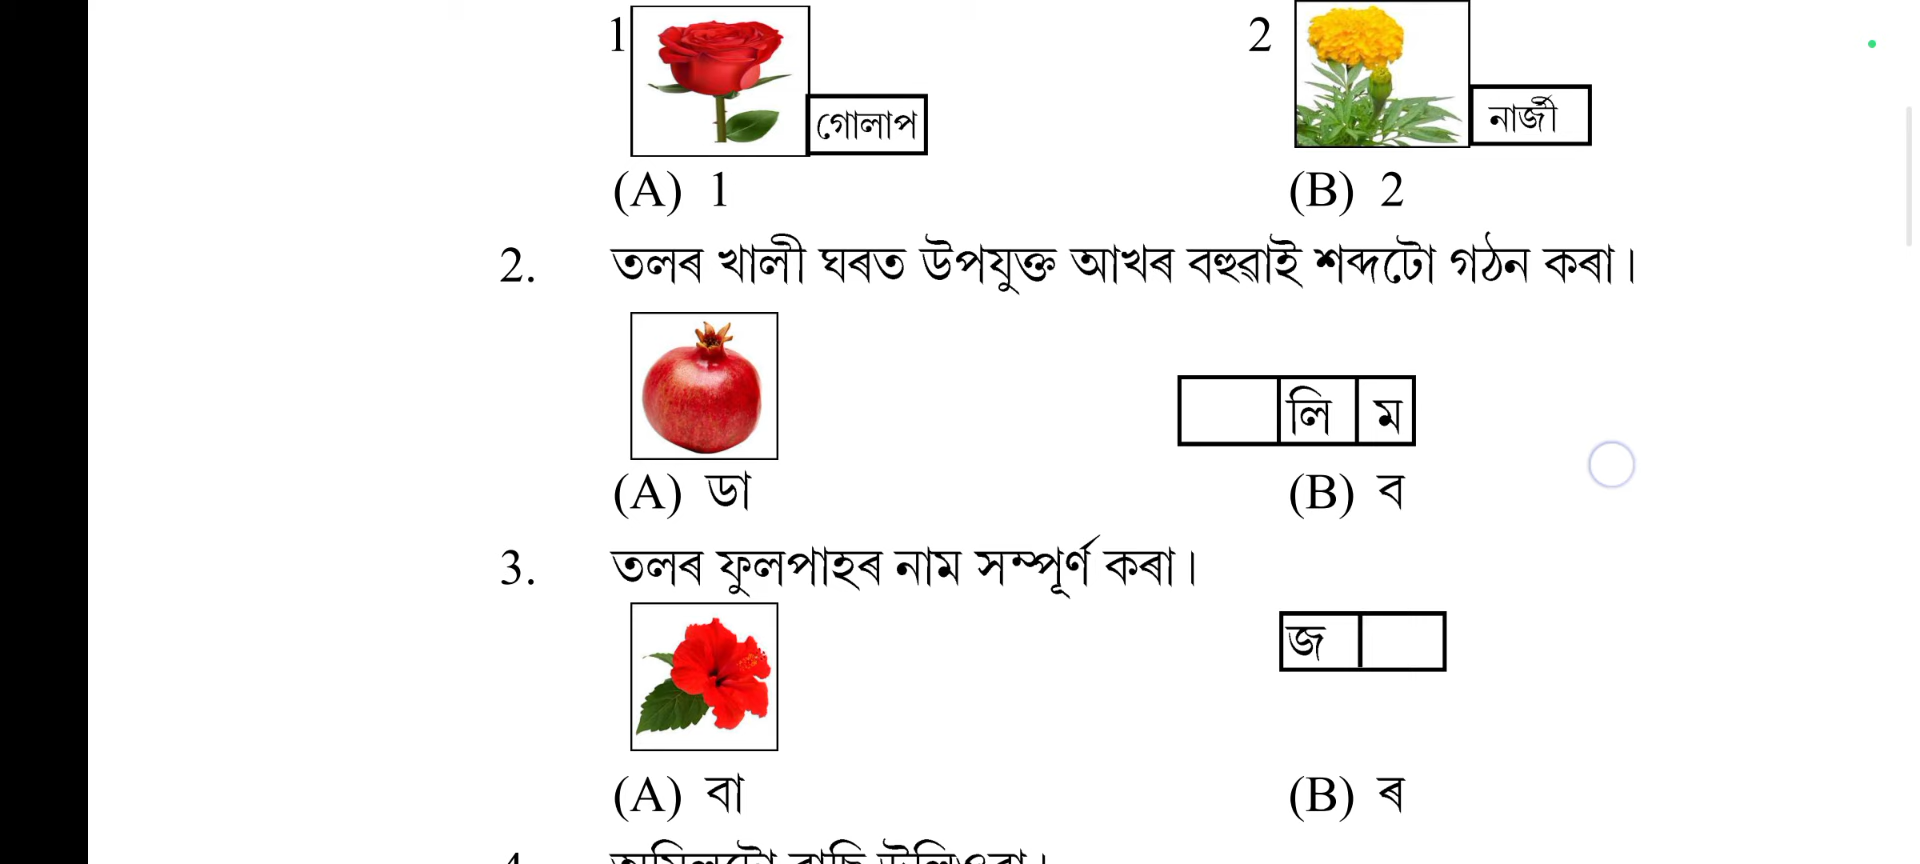 1 2
গোলাপ নাৰ্জী
(A) 1 (B) 2
2. তলৰ খালী ঘৰত উপযুক্ত আখৰ বহুৱাই শব্দটো গঠন কৰা।
লি ম
(A) ডা (B) ব
3. তলৰ ফুলপাহৰ নাম সম্পূৰ্ণ কৰা।
জ
(A) বা (B) ৰ